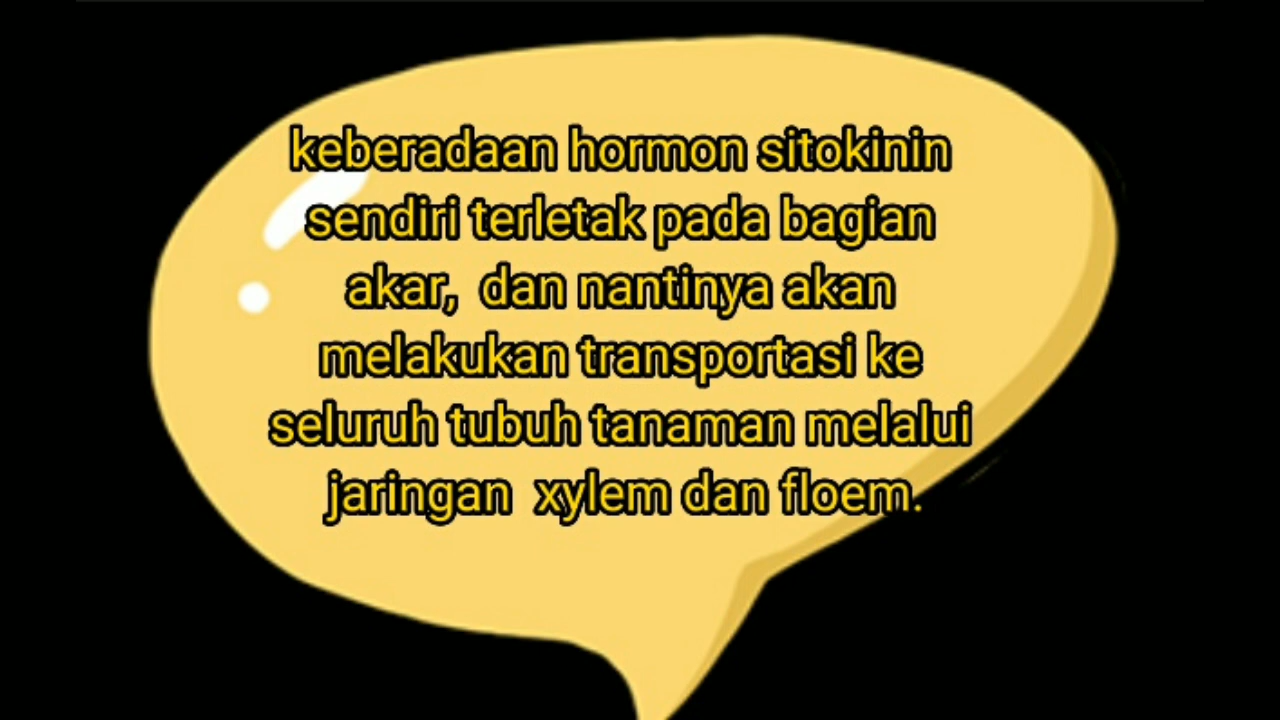 keberadaan hormon sitokinin
sendiri terletak pada bagian
akar,  dan nantinya akan
melakukan transportasi ke
seluruh tubuh tanaman melalui
jaringan  xylem dan floem.